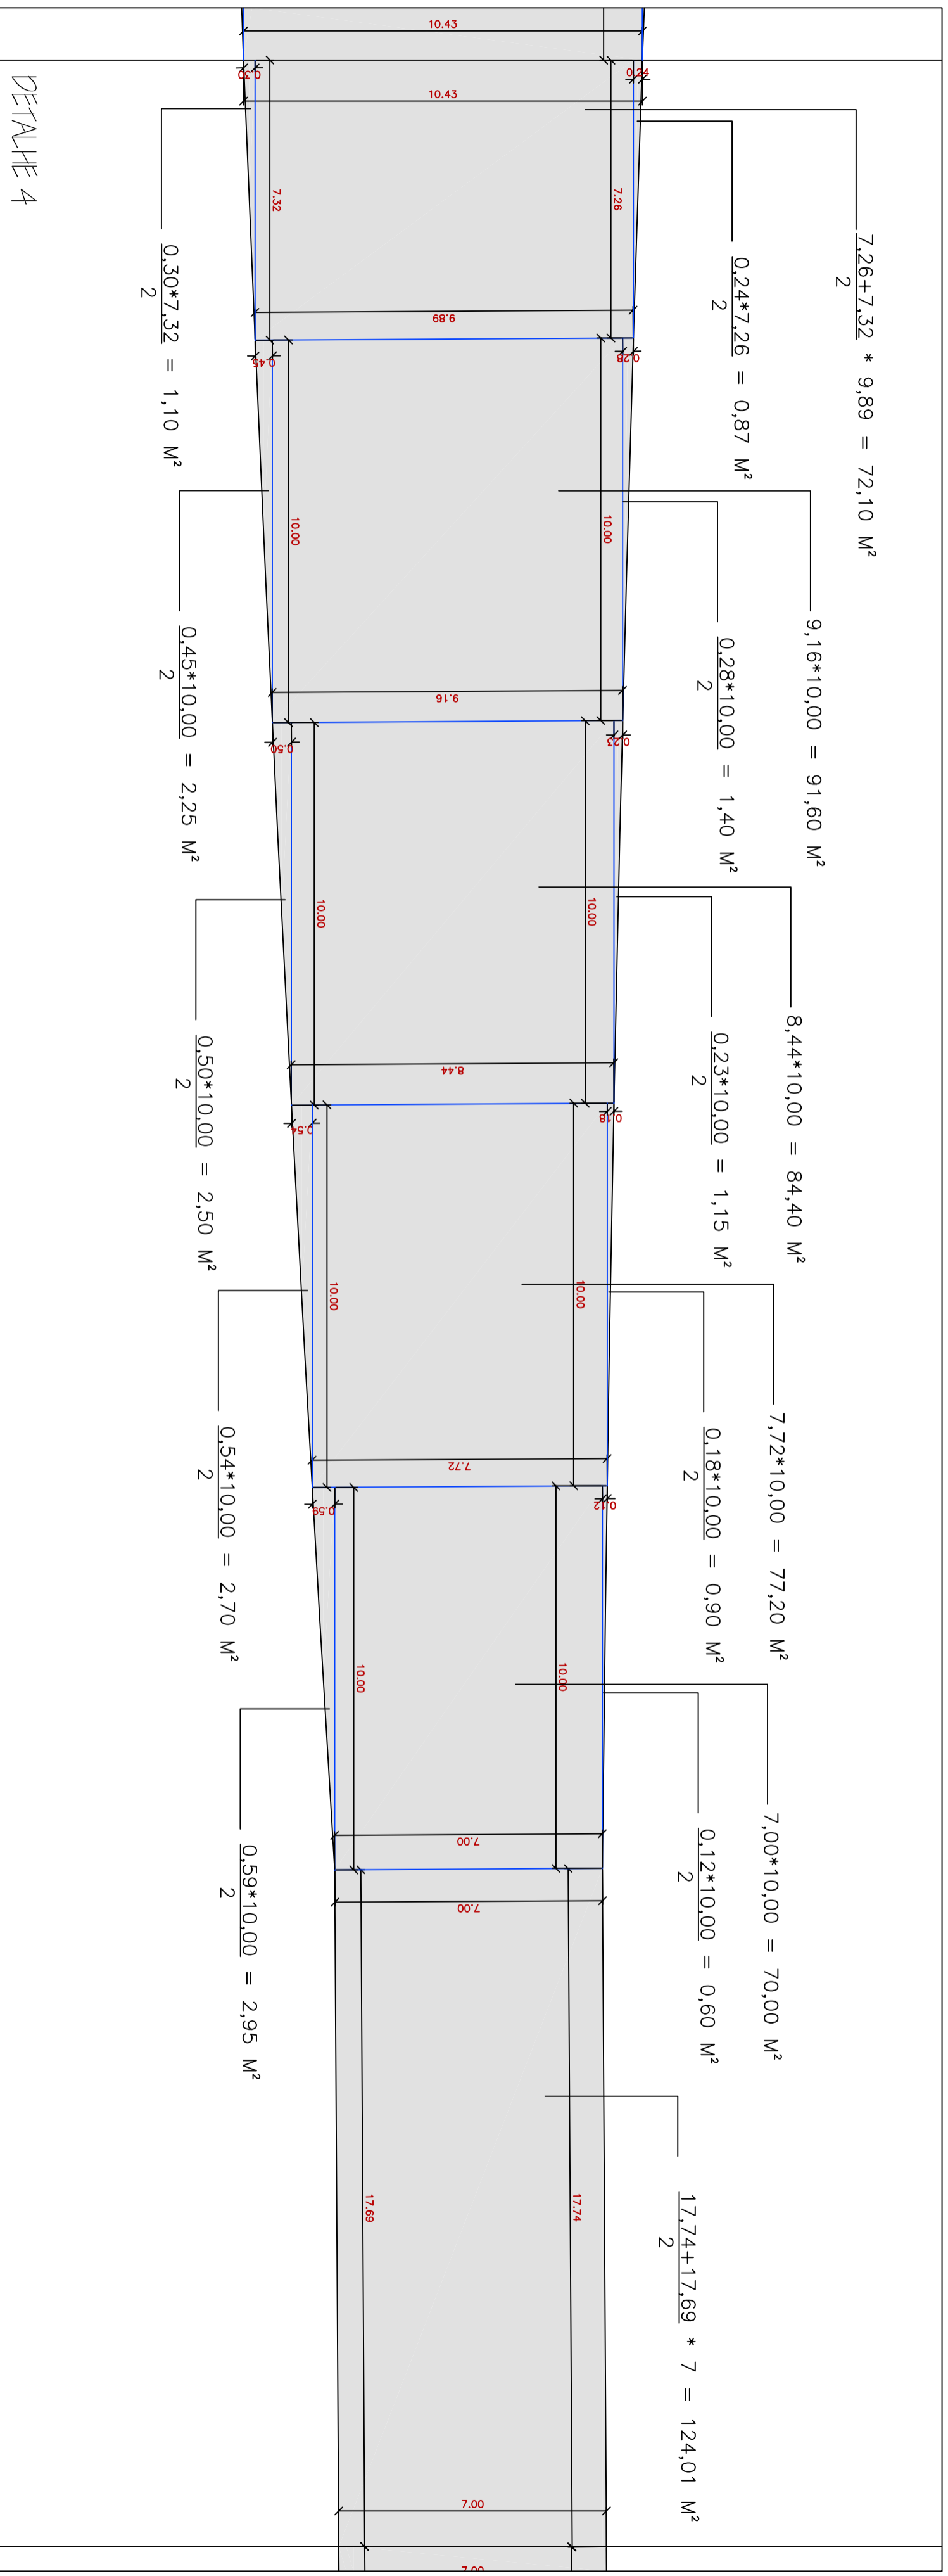 10.43
0.24
0.30
10.43
7.26
7.32
9.89
7,26+7,32 * 9,89 = 72,10 M²
2
0,24*7,26 = 0,87 M²
2
0,30*7,32 = 1,10 M²
2
0.28
0.45
10.00
10.00
9.16
9,16*10,00 = 91,60 M²
0,28*10,00 = 1,40 M²
2
0,45*10,00 = 2,25 M²
2
0.23
0.50
10.00
10.00
8.44
8,44*10,00 = 84,40 M²
0,23*10,00 = 1,15 M²
2
0,50*10,00 = 2,50 M²
2
0.18
0.54
10.00
10.00
7.72
7,72*10,00 = 77,20 M²
0,18*10,00 = 0,90 M²
2
0,54*10,00 = 2,70 M²
2
0.12
0.59
10.00
10.00
7.00
7,00*10,00 = 70,00 M²
0,12*10,00 = 0,60 M²
2
0,59*10,00 = 2,95 M²
2
7.00
17.74
17.69
17,74+17,69 * 7 = 124,01 M²
2
7.00
7.00
DETALHE 4